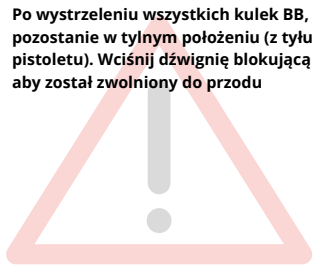 Po wystrzeleniu wszystkich kulek BB,
pozostanie w tylnym położeniu (z tyłu
pistoletu). Wciśnij dźwignię blokującą
aby został zwolniony do przodu